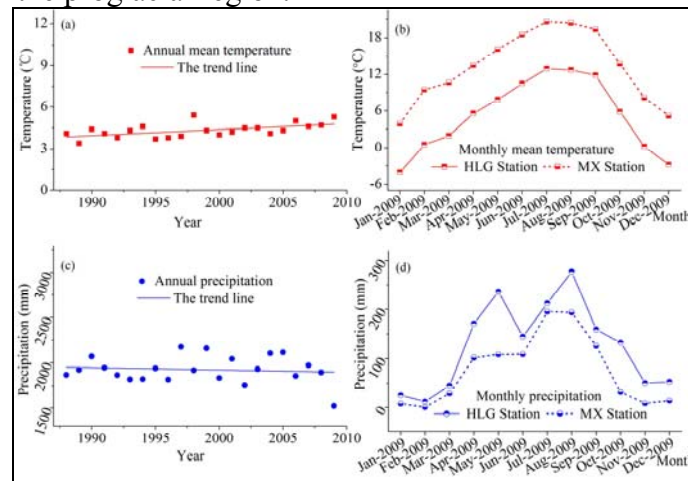 (a)
Annual mean temperature
The trend line
Temperature (℃)
12
9
6
3
0
1990
1995
2000
2005
2010
Year
(b)
Temperature (°C)
18
12
6
0
-6
Monthly mean temperature
HLG Station
MX Station
Jan-2009
Feb-2009
Mar-2009
Apr-2009
May-2009
Jun-2009
Jul-2009
Aug-2009
Sep-2009
Oct-2009
Nov-2009
Dec-2009
Month
(c)
Annual precipitation
The trend line
Precipitation (mm)
3000
2500
2000
1500
1990
1995
2000
2005
2010
Year
(d)
Precipitation (mm)
300
200
100
0
Monthly precipitation
HLG Station
MX Station
Jan-2009
Feb-2009
Mar-2009
Apr-2009
May-2009
Jun-2009
Jul-2009
Aug-2009
Sep-2009
Oct-2009
Nov-2009
Dec-2009
Month